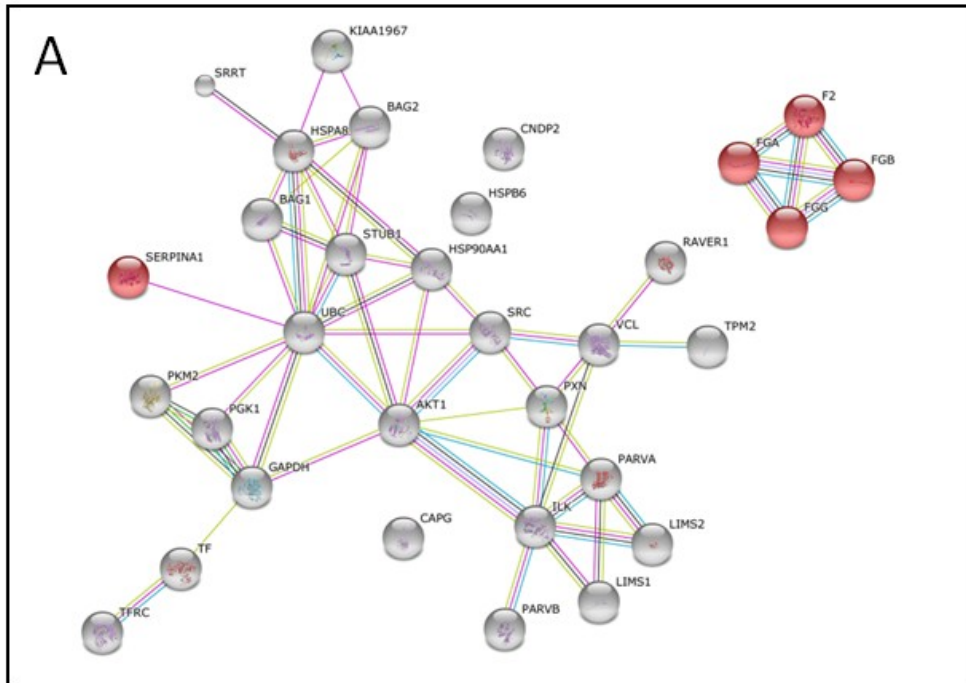 A
KIAA1967
SRRT
BAG2
HSPA8
F2
CNDP2
FGA
FGB
HSPB6
BAG1
FGG
STUB1
HSP90AA1
RAVER1
SERPINA1
UBC
SRC
VCL
TPM2
PKM2
PXN
AKT1
PGK1
GAPDH
PARVA
ILK
CAPG
LIMS2
TF
LIMS1
TFRC
PARVB